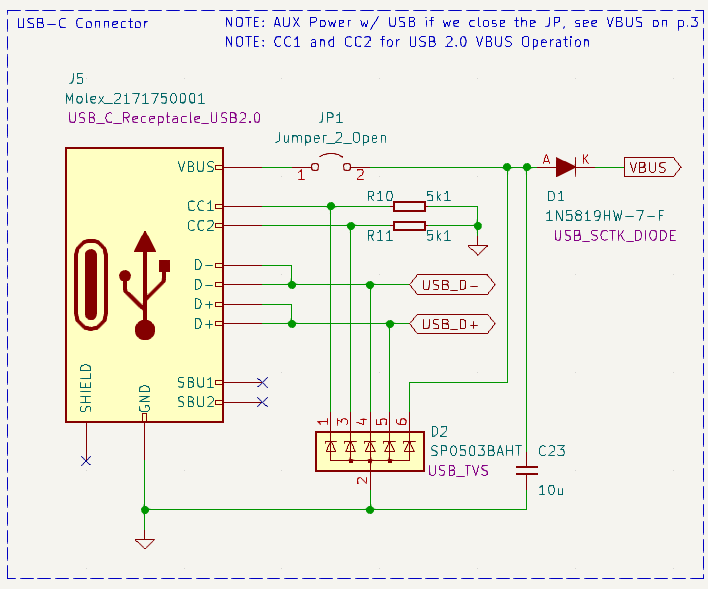 USB-C Connector
NOTE: AUX Power w/ USB if we close the JP, see VBUS on p.3
NOTE: CC1 and CC2 for USB 2.0 VBUS Operation
J5
Molex_2171750001
USB_C_Receptacle_USB2.0
JP1
Jumper_2_Open
VBUS
1
2
A
K
VBUS
D1
1N5819HW-7-F
USB_SCTK_DIODE
CC1
R10
5k1
CC2
R11
5k1
D-
D-
USB_D-
D+
D+
USB_D+
SHIELD
GND
SBU1
SBU2
1
3
4
5
6
D2
SP0503BAHT
USB_TVS
2
C23
10u